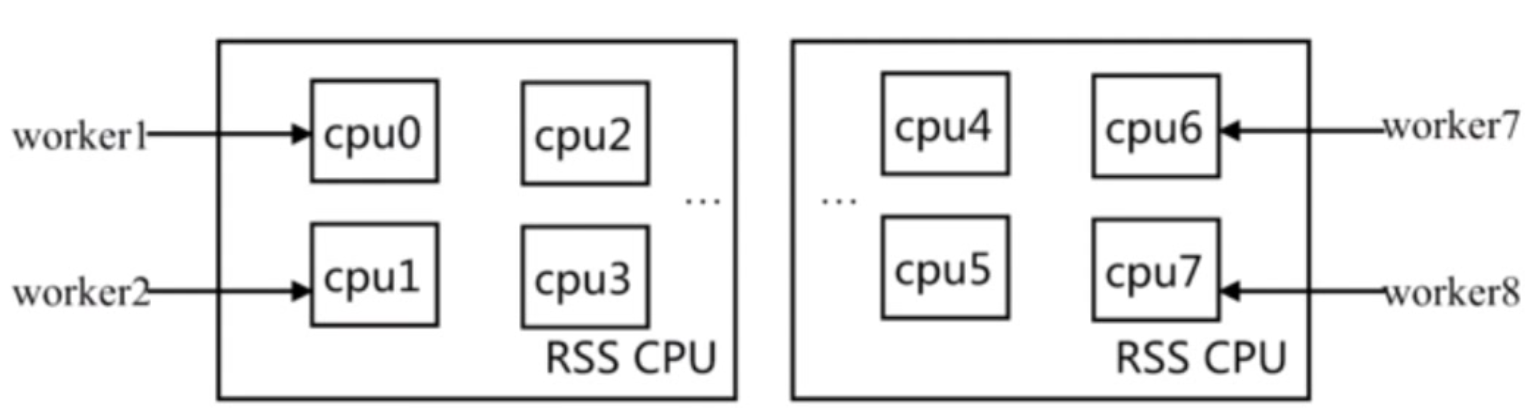 worker1
cpu0
cpu2
cpu4
cpu6
worker7
...
...
worker2
cpu1
cpu3
cpu5
cpu7
worker8
RSS CPU
RSS CPU